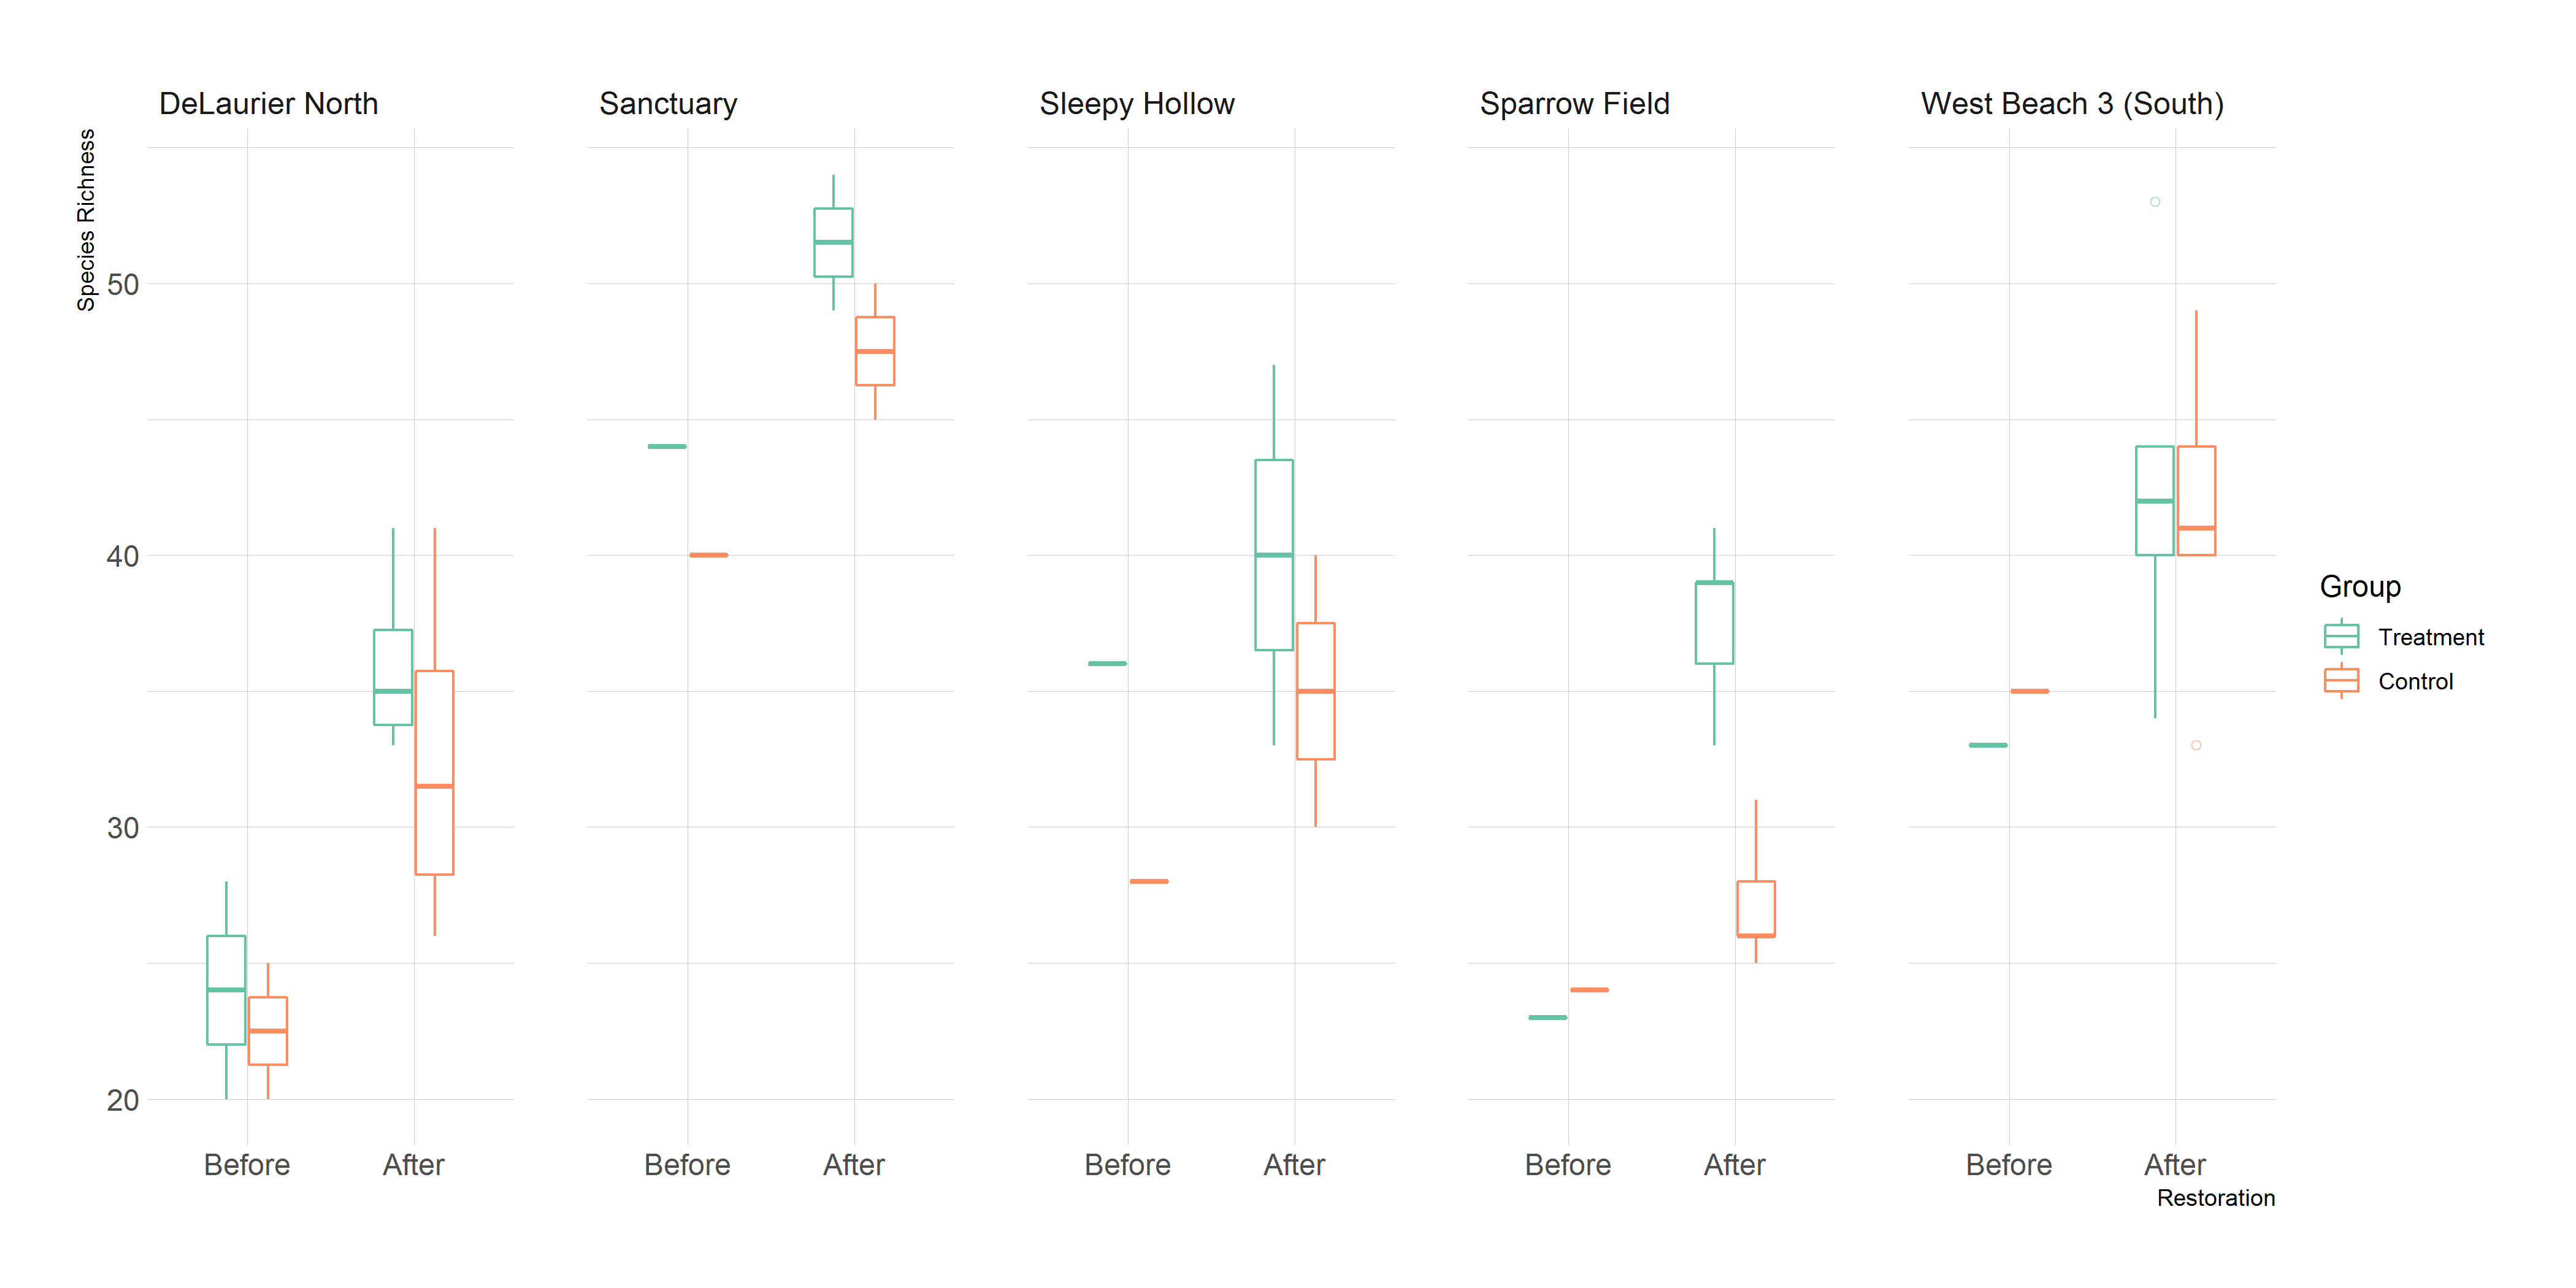 DeLaurier North
Sanctuary
Sleepy Hollow
Sparrow Field
West Beach 3 (South)
Species Richness
50
40
30
20
Before
After
Before
After
Before
After
Before
After
Before
After
Restoration
Group
Treatment
Control